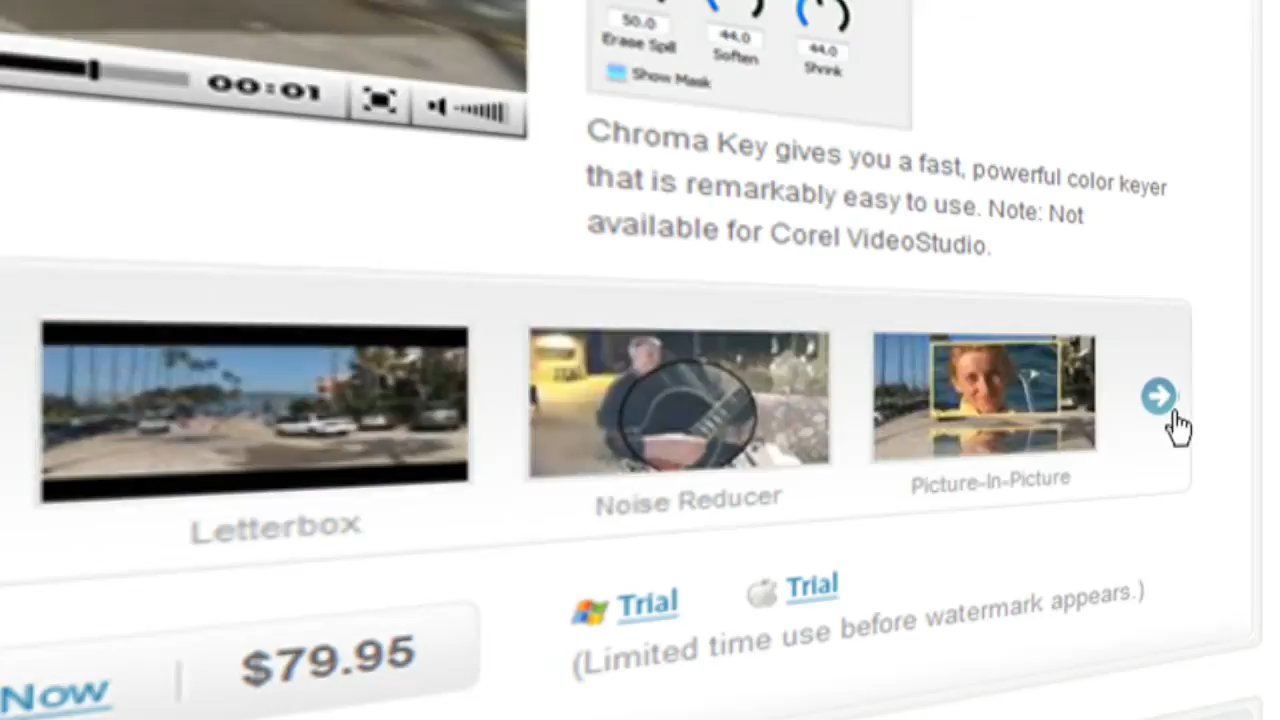 50.0
44.0
44.0
Erase Spill
Soften
Shrink
Show Mask
00:01
Chroma Key gives you a fast, powerful color keyer
that is remarkably easy to use. Note: Not
available for Corel VideoStudio.
Letterbox
Noise Reducer
Picture-In-Picture
Trial
Trial
(Limited time use before watermark appears.)
Now
$79.95